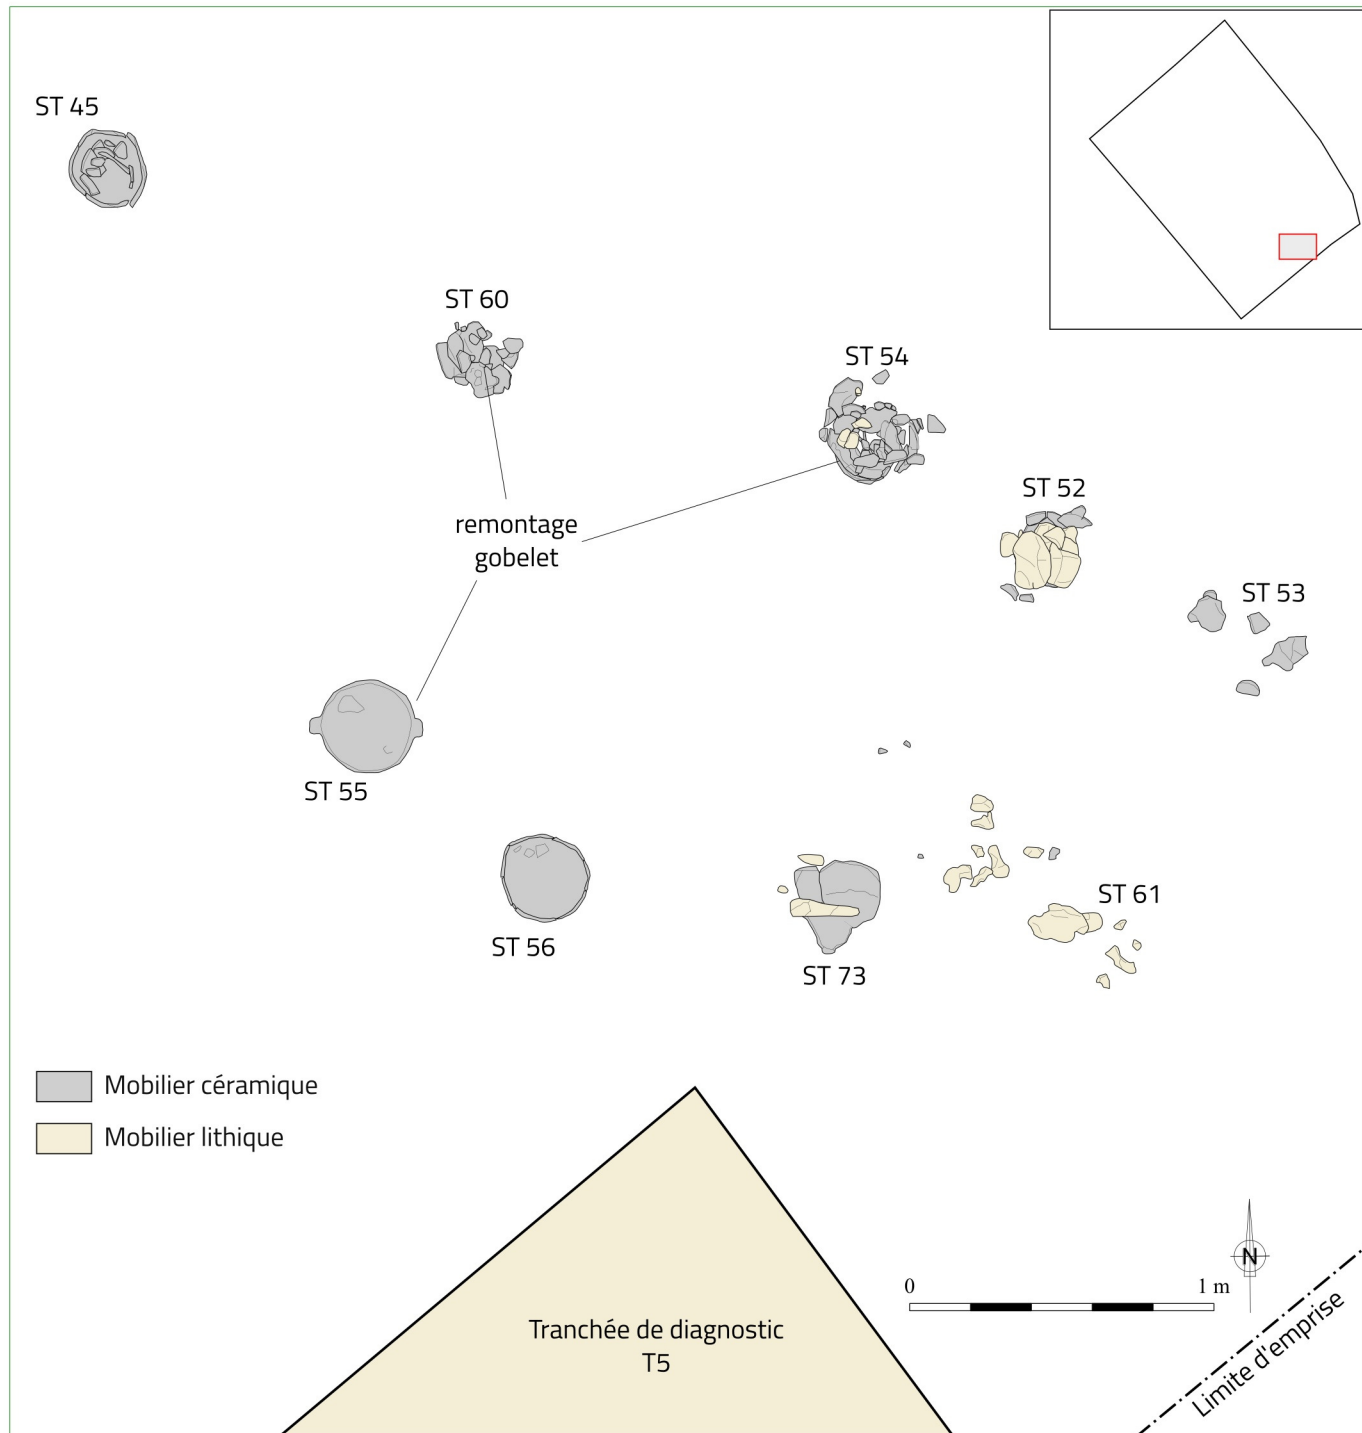 ST 45
ST 60
ST 54
ST 52
remontage
gobelet
ST 53
ST 55
ST 61
ST 56
ST 73
Mobilier céramique
Mobilier lithique
N
0 1 m
Tranchée de diagnostic
T5
Limite d'emprise